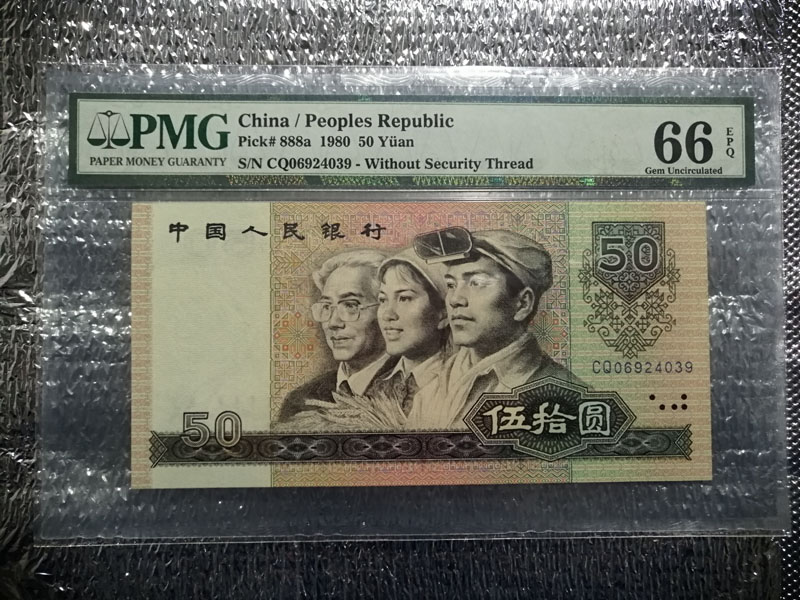 PMG
PAPER MONEY GUARANTY
China / Peoples Republic
Pick# 888a 1980 50 Yüan
S/N CQ06924039 - Without Security Thread
66 EPQ
Gem Uncirculated
中国人民银行
50
CQ06924039
50
伍拾圆